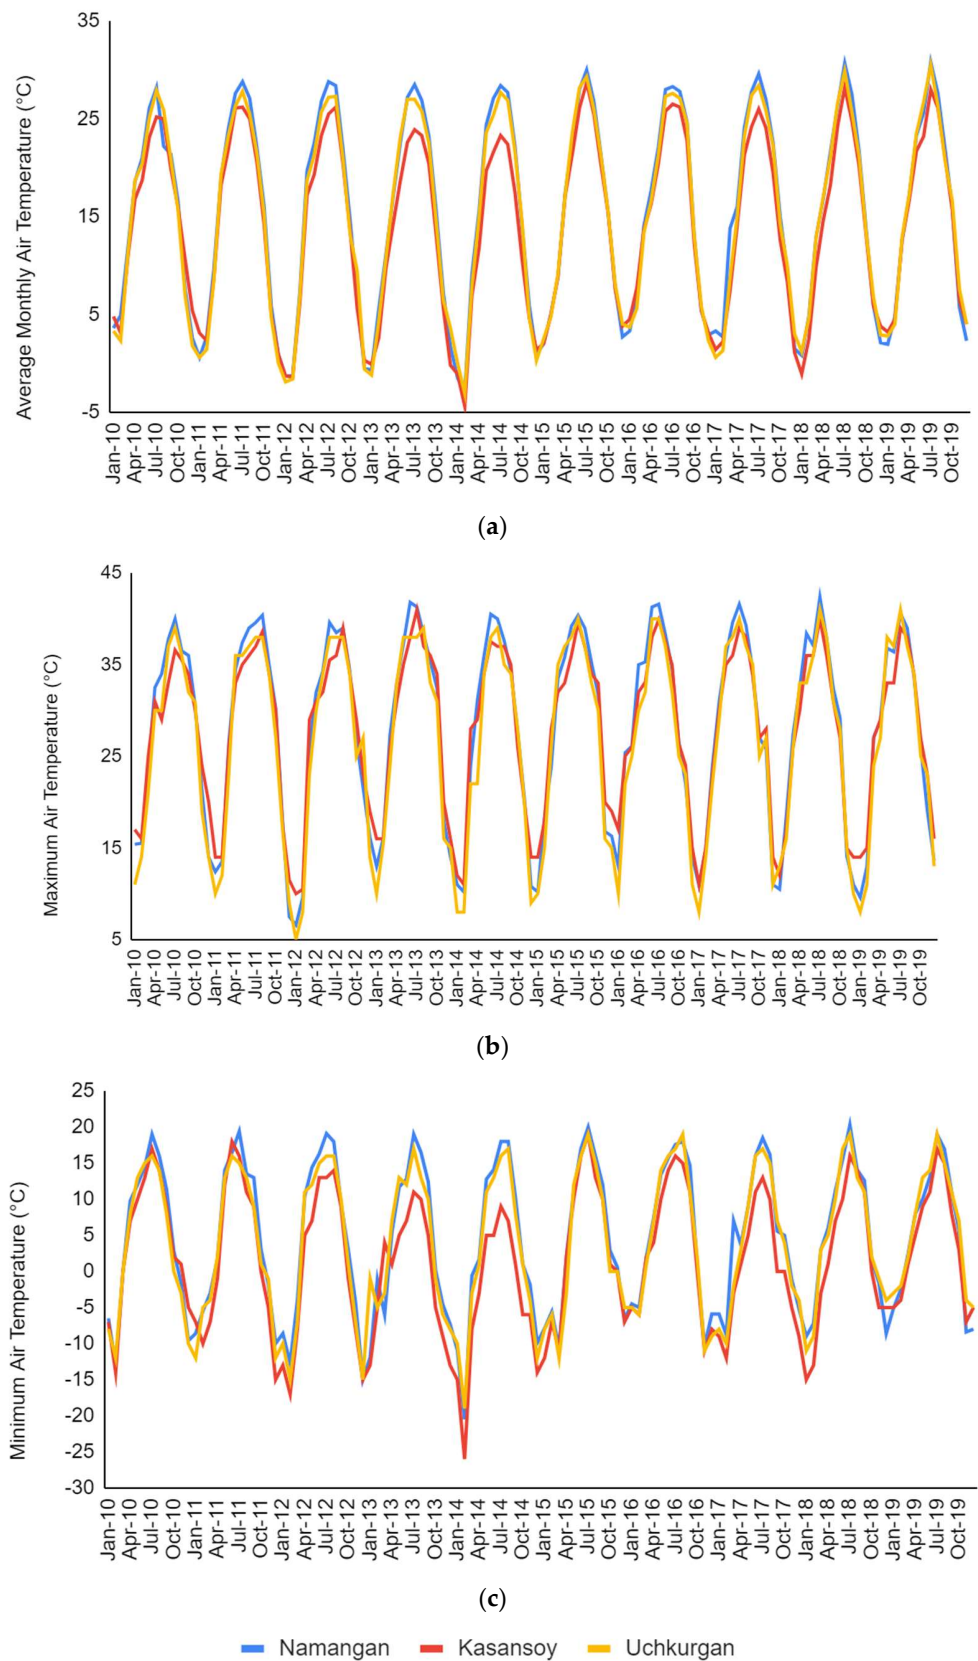 Average Monthly Air Temperature (°C)
35
25
15
5
-5
Jan-10 Apr-10 Jul-10 Oct-10 Jan-11 Apr-11 Jul-11 Oct-11 Jan-12 Apr-12 Jul-12 Oct-12 Jan-13 Apr-13 Jul-13 Oct-13 Jan-14 Apr-14 Jul-14 Oct-14 Jan-15 Apr-15 Jul-15 Oct-15 Jan-16 Apr-16 Jul-16 Oct-16 Jan-17 Apr-17 Jul-17 Oct-17 Jan-18 Apr-18 Jul-18 Oct-18 Jan-19 Apr-19 Jul-19 Oct-19
(a)
Maximum Air Temperature (°C)
45
35
25
15
5
Jan-10 Apr-10 Jul-10 Oct-10 Jan-11 Apr-11 Jul-11 Oct-11 Jan-12 Apr-12 Jul-12 Oct-12 Jan-13 Apr-13 Jul-13 Oct-13 Jan-14 Apr-14 Jul-14 Oct-14 Jan-15 Apr-15 Jul-15 Oct-15 Jan-16 Apr-16 Jul-16 Oct-16 Jan-17 Apr-17 Jul-17 Oct-17 Jan-18 Apr-18 Jul-18 Oct-18 Jan-19 Apr-19 Jul-19 Oct-19
(b)
Minimum Air Temperature (°C)
25
20
15
10
5
0
-5
-10
-15
-20
-25
-30
Jan-10 Apr-10 Jul-10 Oct-10 Jan-11 Apr-11 Jul-11 Oct-11 Jan-12 Apr-12 Jul-12 Oct-12 Jan-13 Apr-13 Jul-13 Oct-13 Jan-14 Apr-14 Jul-14 Oct-14 Jan-15 Apr-15 Jul-15 Oct-15 Jan-16 Apr-16 Jul-16 Oct-16 Jan-17 Apr-17 Jul-17 Oct-17 Jan-18 Apr-18 Jul-18 Oct-18 Jan-19 Apr-19 Jul-19 Oct-19
(c)
Namangan Kasansoy Uchkurgan